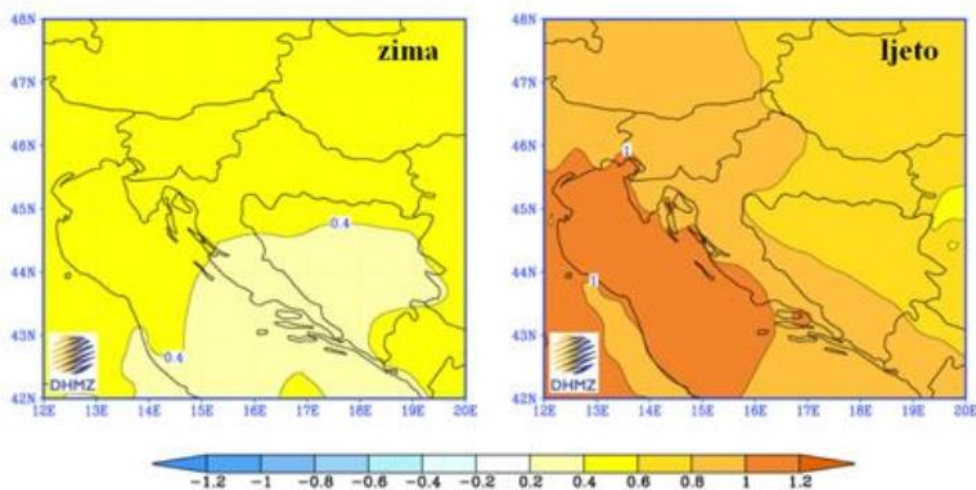 zima
ljeto
48N
47N
46N
45N
44N
43N
42N
12E 13E 14E 15E 16E 17E 18E 19E 20E
0.4
0.4
DHMZ
48N
47N
46N
45N
44N
43N
42N
12E 13E 14E 15E 16E 17E 18E 19E 20E
1
1
DHMZ
-1.2 -1 -0.8 -0.6 -0.4 -0.2 0.2 0.4 0.6 0.8 1 1.2